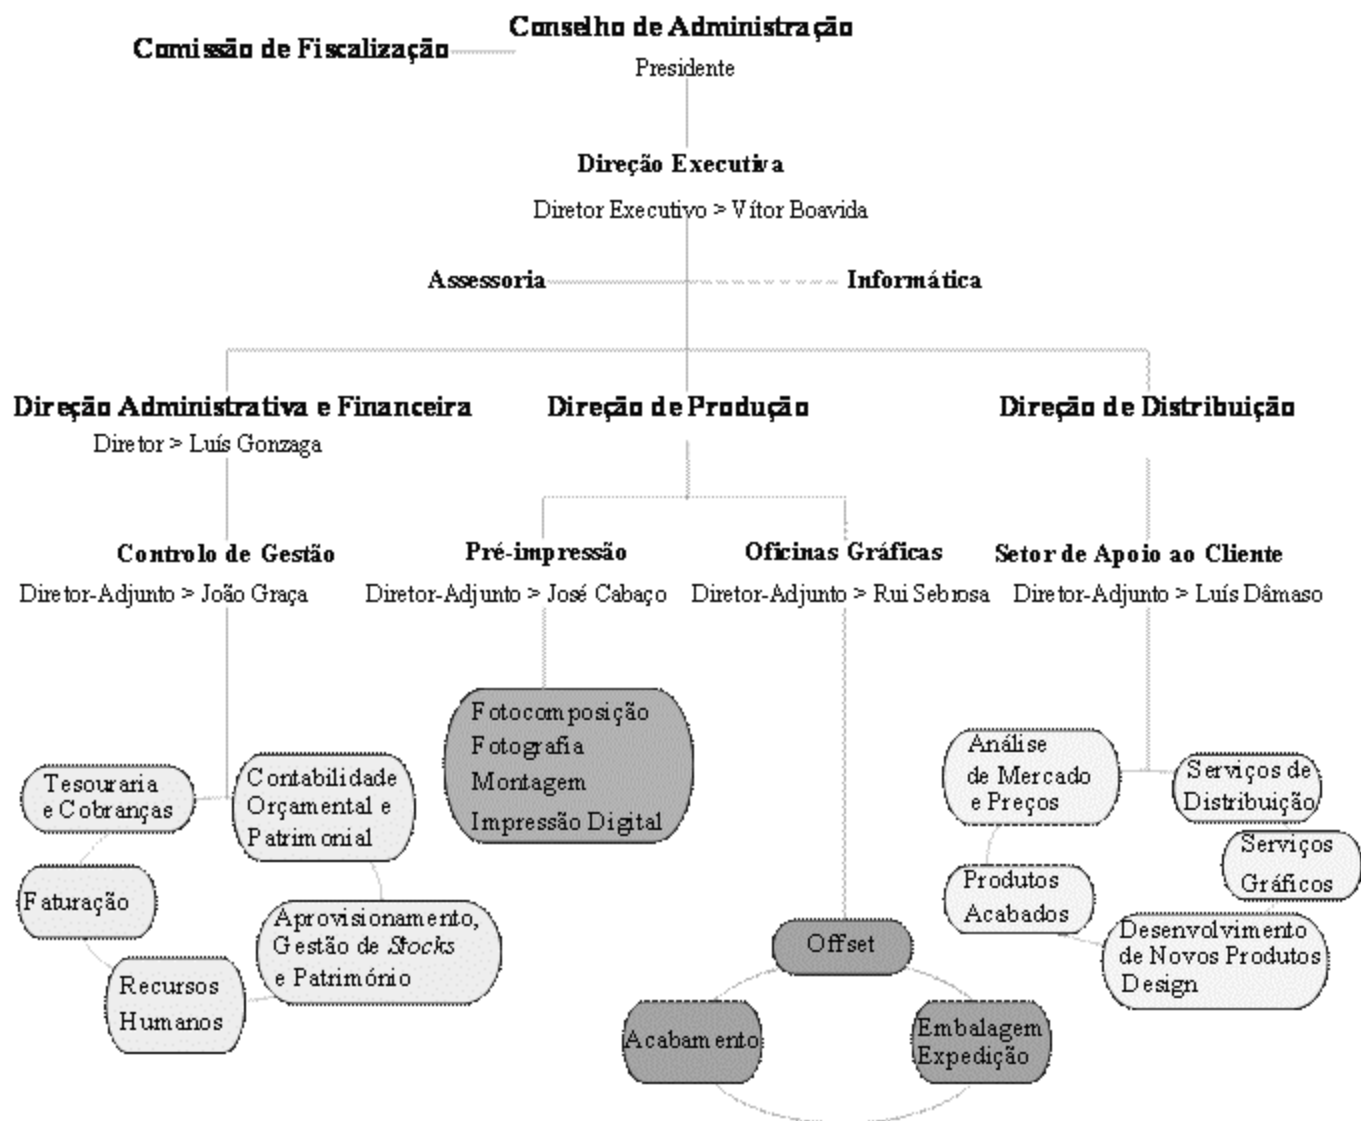 Conselho de Administração
Comissão de Fiscalização
Presidente
Direção Executiva
Diretor Executivo > Vítor Boavida
Assessoria
Informática
Direção Administrativa e Financeira
Diretor > Luís Gonzaga
Direção de Produção
Direção de Distribuição
Controlo de Gestão
Diretor-Adjunto > João Graça
Pré-impressão
Diretor-Adjunto > José Cabaço
Oficinas Gráficas
Diretor-Adjunto > Rui Sebrosa
Setor de Apoio ao Cliente
Diretor-Adjunto > Luís Dâmaso
Tesouraria
e Cobranças
Contabilidade
Orçamental e
Patrimonial
Faturação
Aprovisionamento,
Gestão de Stocks
e Património
Recursos
Humanos
Fotocomposição
Fotografia
Montagem
Impressão Digital
Offset
Acabamento
Embalagem
Expedição
Análise
de Mercado
e Preços
Serviços de
Distribuição
Serviços
Gráficos
Produtos
Acabados
Desenvolvimento
de Novos Produtos
Design